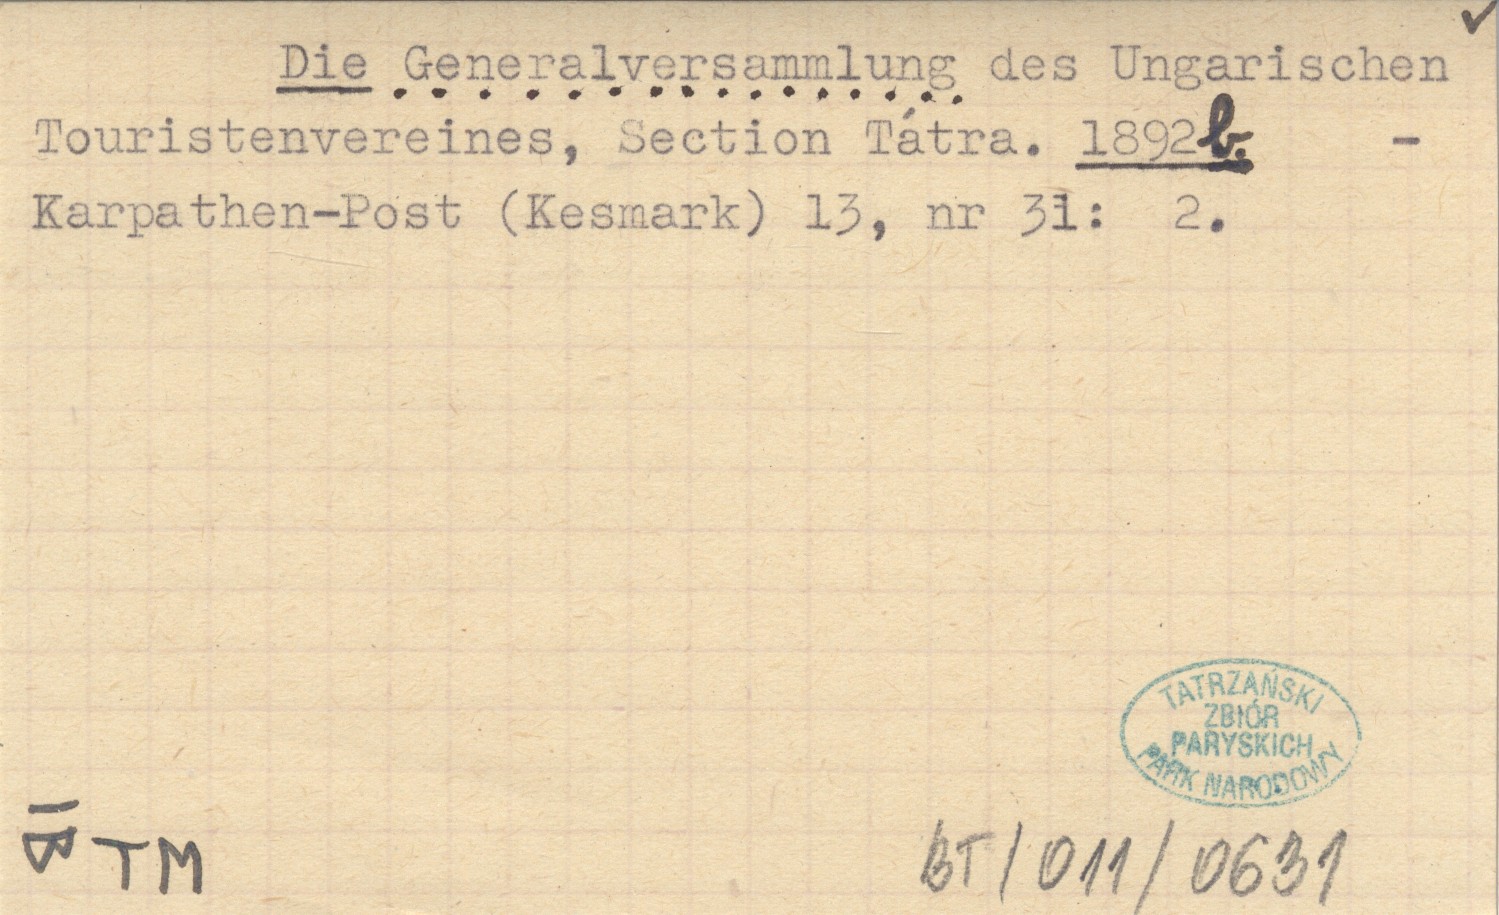 Die Generalversammlung des Ungarischen
Touristenvereines, Section Tátra. 1892b. -
Karpathen-Post (Kesmark) 13, nr 31: 2.
TATRZAŃSKI
ZBIÓR
PARYSKICH
PARK NARODOWY
TM
BT/011/0631